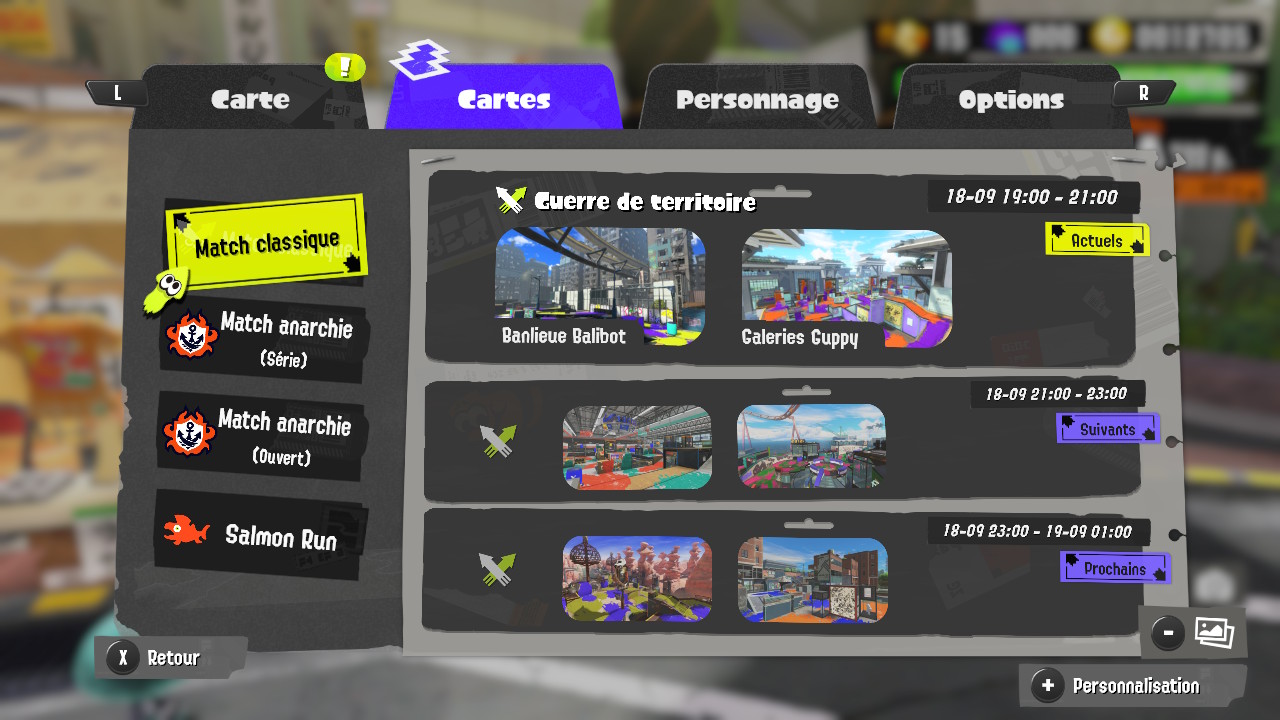 L
Carte
!
Cartes
Personnage
Options
R
Match classique
Match anarchie
(Série)
Match anarchie
(Ouvert)
Salmon Run
Guerre de territoire
18-09 19:00 - 21:00
Actuels
Banlieue Balibot
Galeries Guppy
18-09 21:00 - 23:00
Suivants
18-09 23:00 - 19-09 01:00
Prochains
X Retour
-
+ Personnalisation